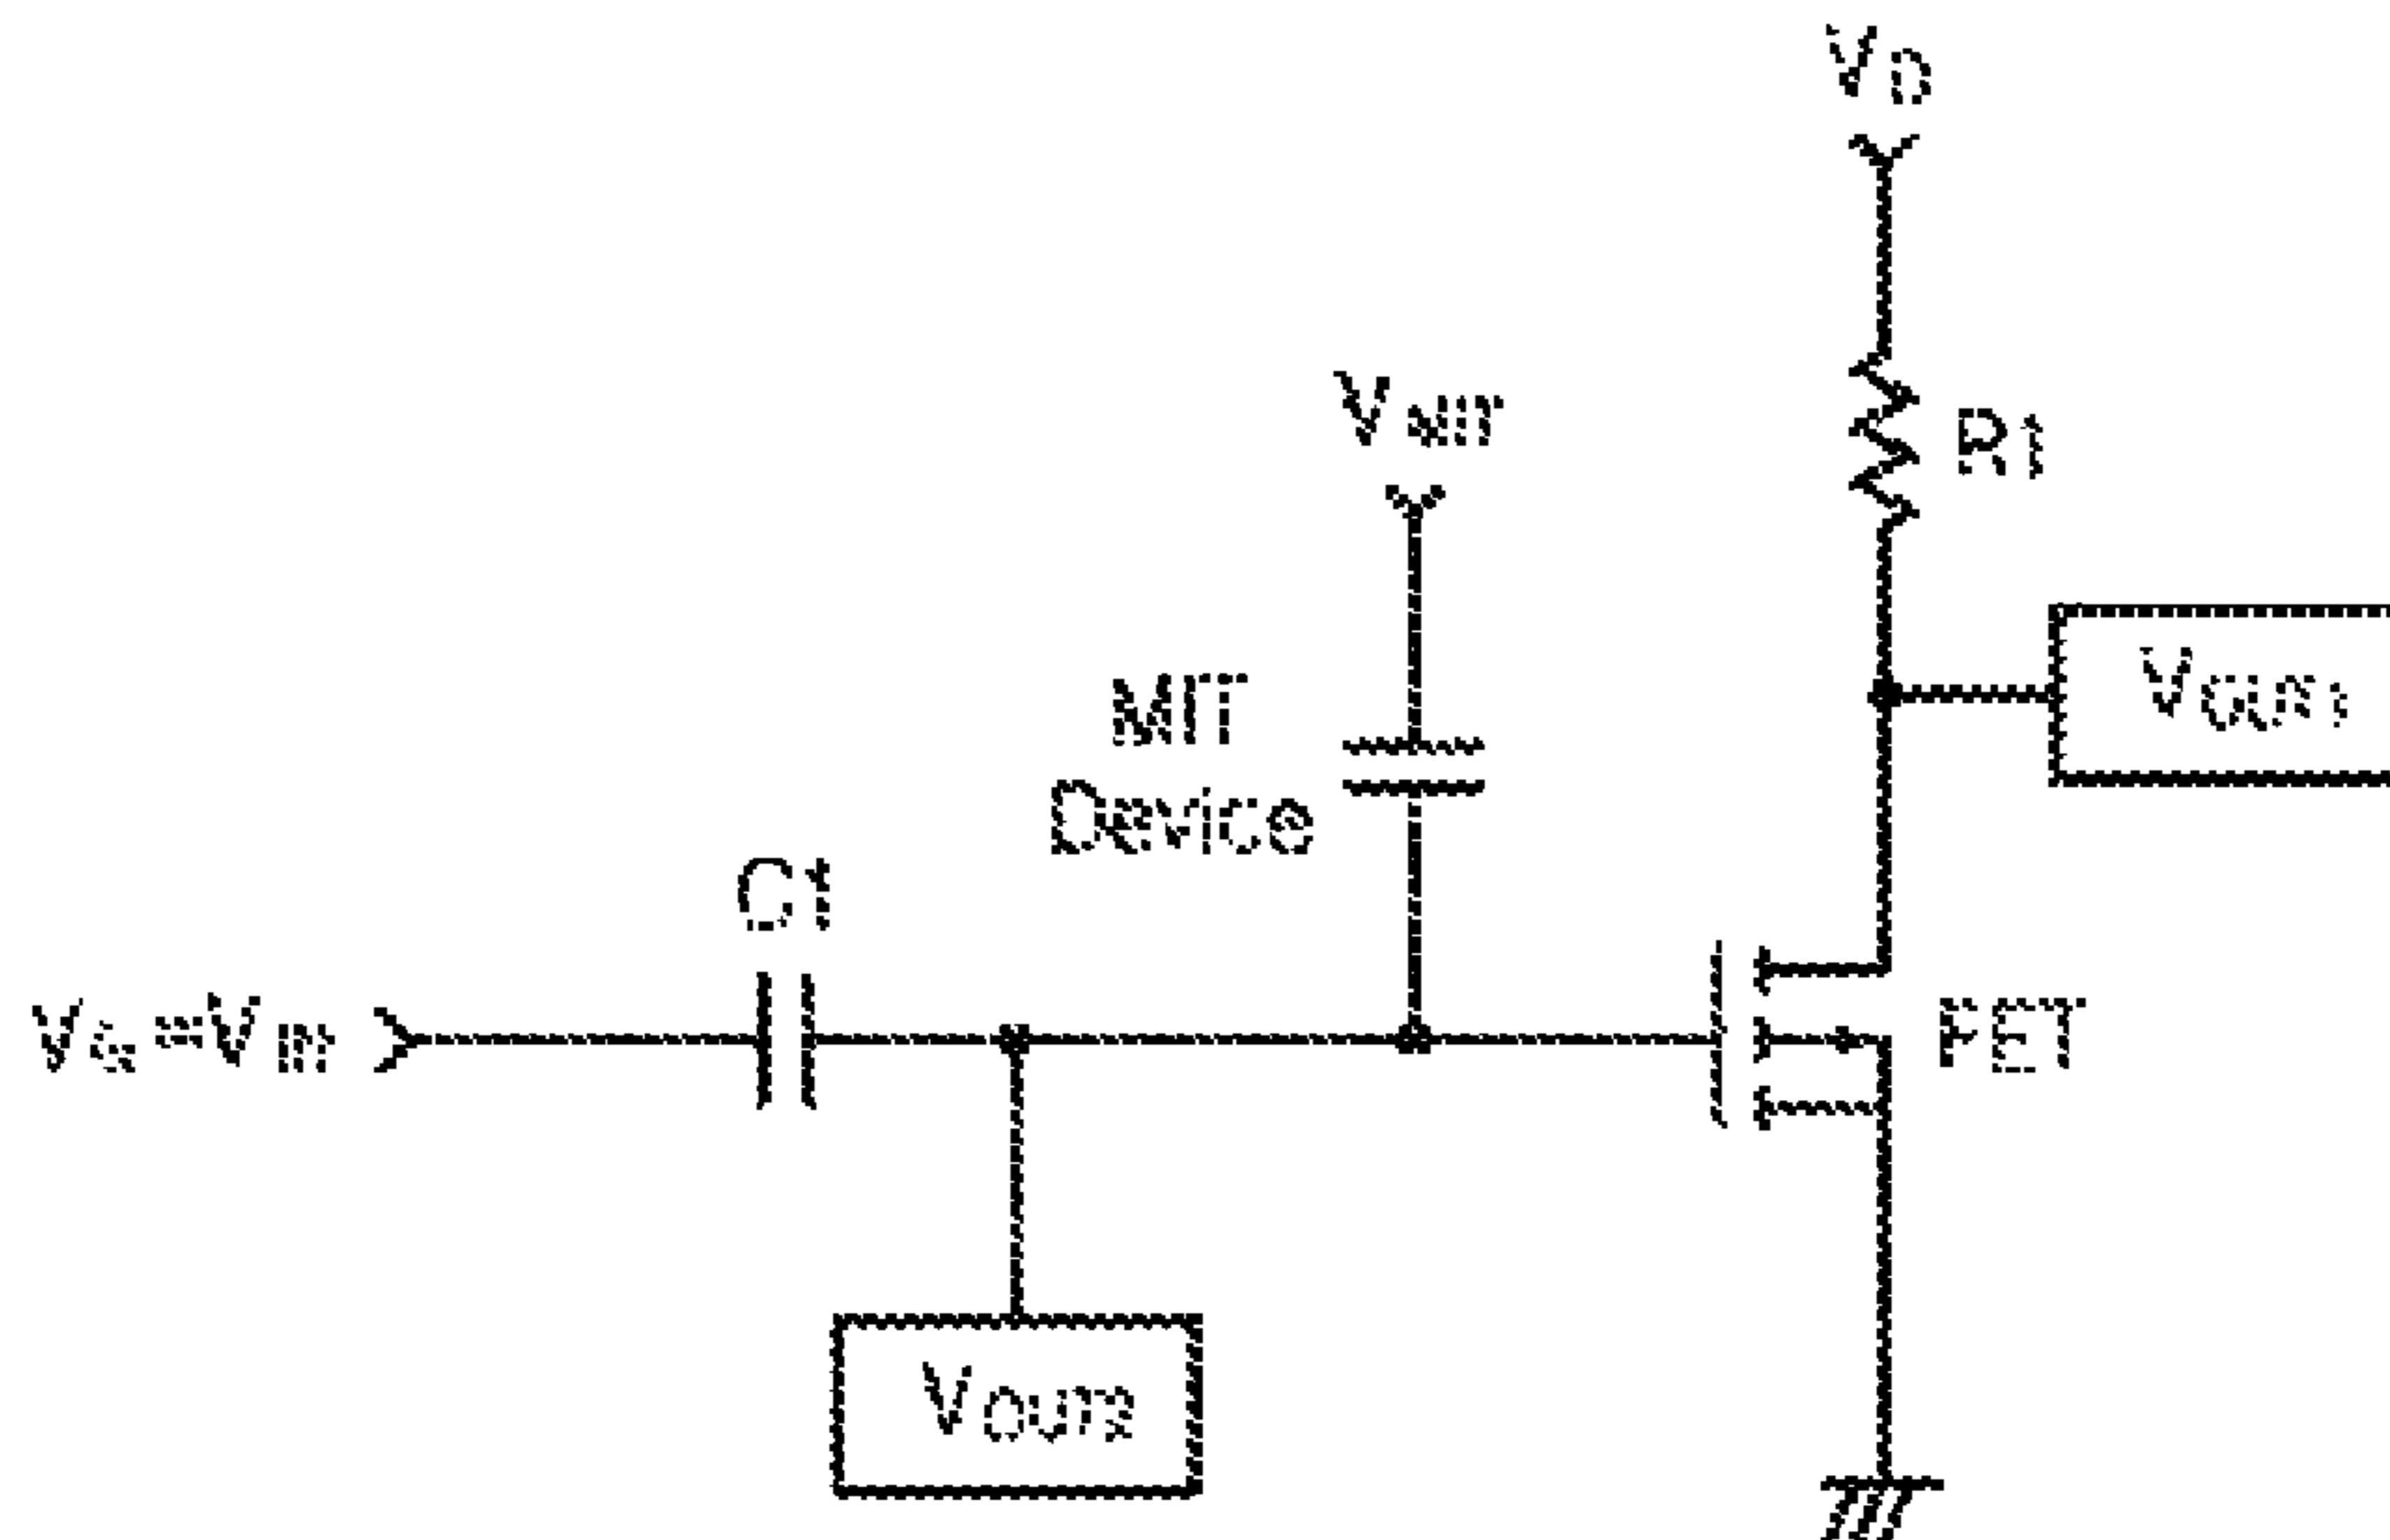 VD
VMIT
R1
VOUT1
MIT
Device
C1
VG =VIN
FET
VOUT2